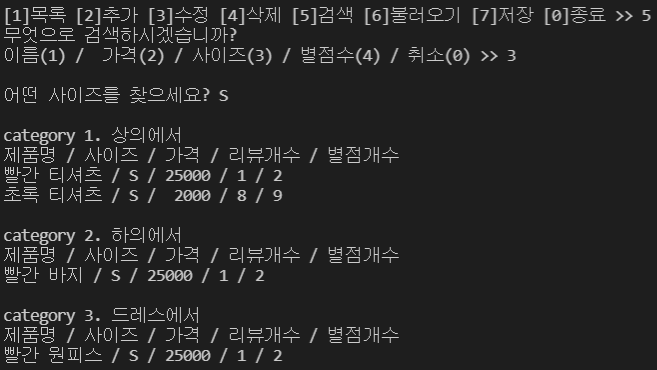 [1]목록 [2]추가 [3]수정 [4]삭제 [5]검색 [6]불러오기 [7]저장 [0]종료 >> 5
무엇으로 검색하시겠습니까?
이름(1) /  가격(2) / 사이즈(3) / 별점수(4) / 취소(0) >> 3
어떤 사이즈를 찾으세요? S
category 1. 상의에서
제품명 / 사이즈 / 가격 / 리뷰개수 / 별점개수
빨간 티셔츠 / S / 25000 / 1 / 2
초록 티셔츠 / S /  2000 / 8 / 9
category 2. 하의에서
제품명 / 사이즈 / 가격 / 리뷰개수 / 별점개수
빨간 바지 / S / 25000 / 1 / 2
category 3. 드레스에서
제품명 / 사이즈 / 가격 / 리뷰개수 / 별점개수
빨간 원피스 / S / 25000 / 1 / 2